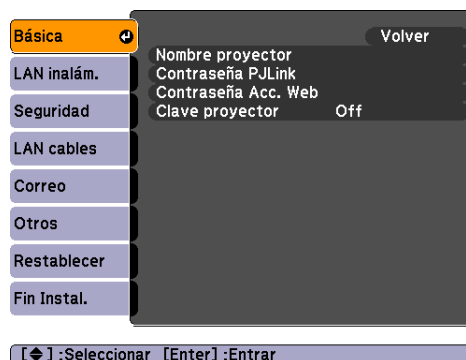 Básica
LAN inalám.
Seguridad
LAN cables
Correo
Otros
Restablecer
Fin Instal.
Volver
Nombre proyector
Contraseña PJLink
Contraseña Acc. Web
Clave proyector Off
[◆] :Seleccionar [Enter] :Entrar